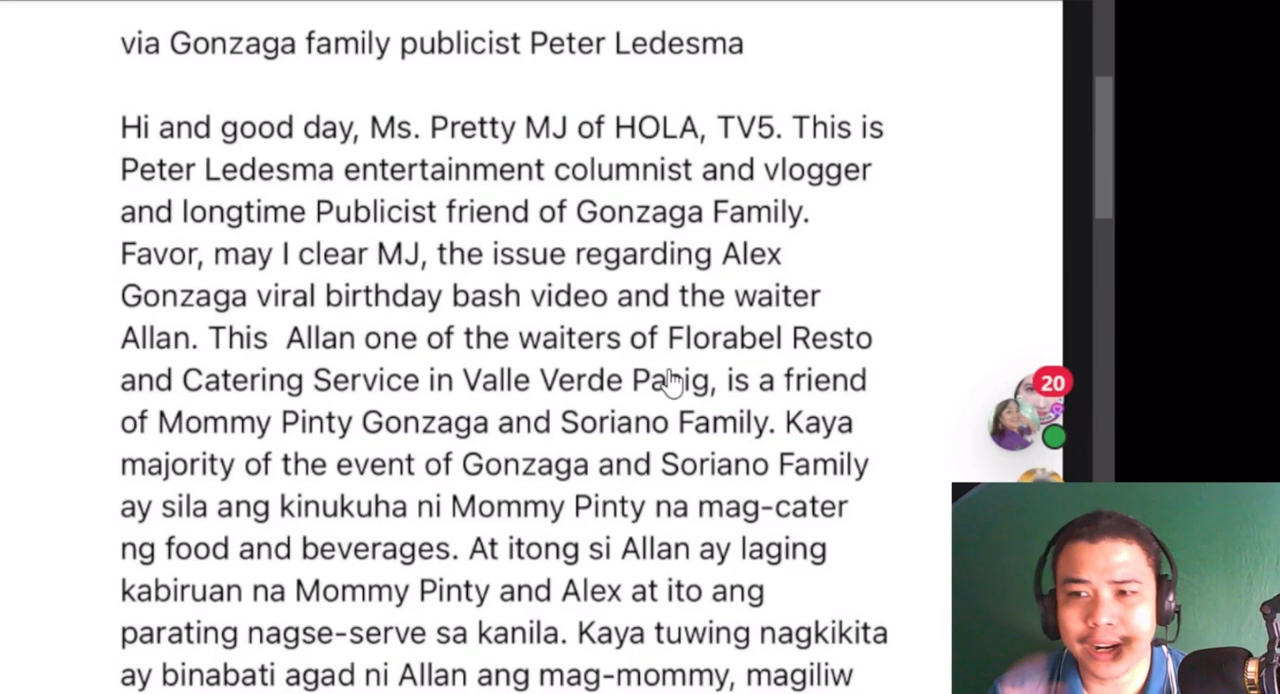 via Gonzaga family publicist Peter Ledesma
Hi and good day, Ms. Pretty MJ of HOLA, TV5. This is
Peter Ledesma entertainment columnist and vlogger
and longtime Publicist friend of Gonzaga Family.
Favor, may I clear MJ, the issue regarding Alex
Gonzaga viral birthday bash video and the waiter
Allan. This  Allan one of the waiters of Florabel Resto
and Catering Service in Valle Verde Pasig, is a friend
of Mommy Pinty Gonzaga and Soriano Family. Kaya
majority of the event of Gonzaga and Soriano Family
ay sila ang kinukuha ni Mommy Pinty na mag-cater
ng food and beverages. At itong si Allan ay laging
kabiruan na Mommy Pinty and Alex at ito ang
parating nagse-serve sa kanila. Kaya tuwing nagkikita
ay binabati agad ni Allan ang mag-mommy, magiliw
20